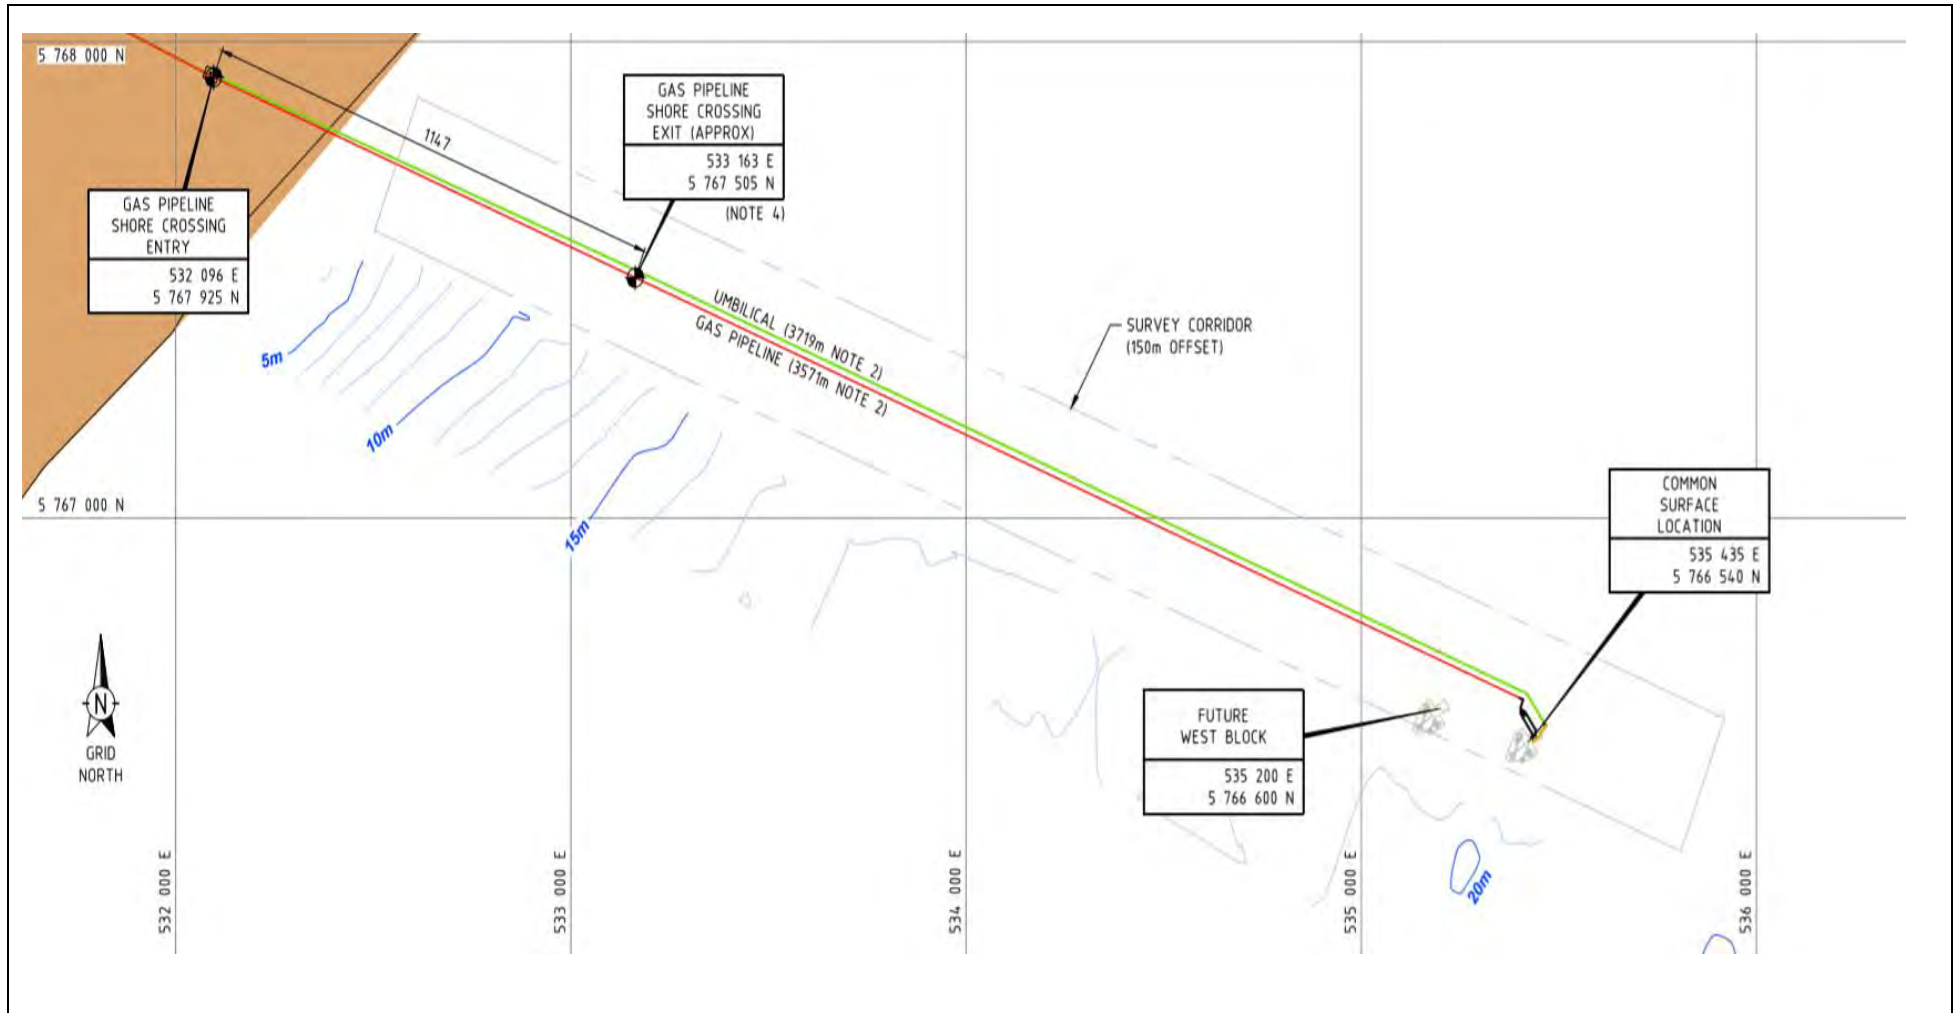 5 768 000 N
1147
GAS PIPELINE
SHORE CROSSING
EXIT (APPROX)
533 163 E
5 767 505 N
(NOTE 4)
GAS PIPELINE
SHORE CROSSING
ENTRY
532 096 E
5 767 925 N
UMBILICAL (3719m NOTE 2)
GAS PIPELINE (3571m NOTE 2)
SURVEY CORRIDOR
(150m OFFSET)
5m
10m
15m
5 767 000 N
COMMON
SURFACE
LOCATION
535 435 E
5 766 540 N
FUTURE
WEST BLOCK
535 200 E
5 766 600 N
N
GRID
NORTH
20m
532 000 E
533 000 E
534 000 E
535 000 E
536 000 E